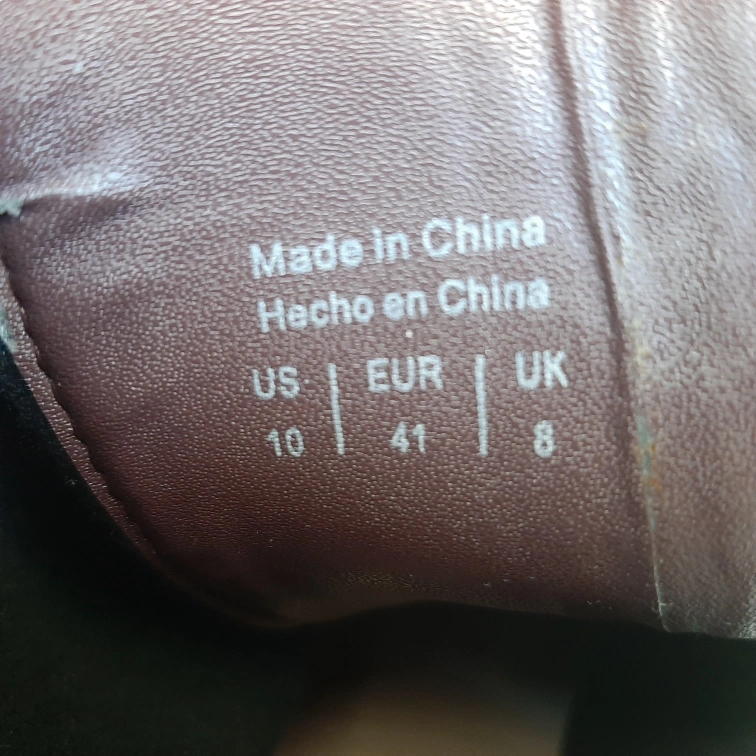 Made in China
Hecho en China
US | EUR | UK
10 | 41 | 8